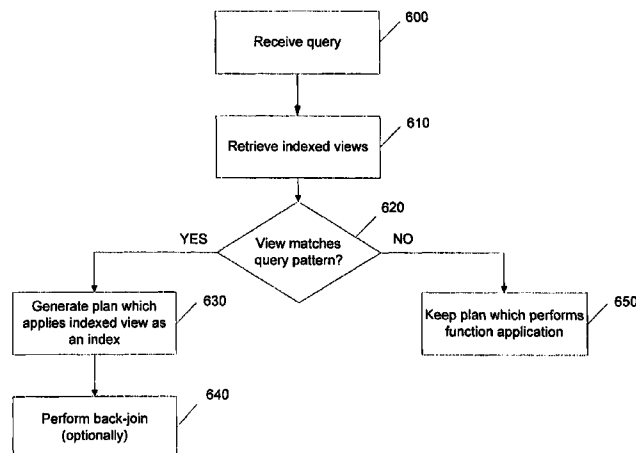 600
Receive query
610
Retrieve indexed views
620
YES
View matches
query pattern?
NO
Generate plan which
applies indexed view as
an index
630
Keep plan which performs
function application
650
640
Perform back-join
(optionally)